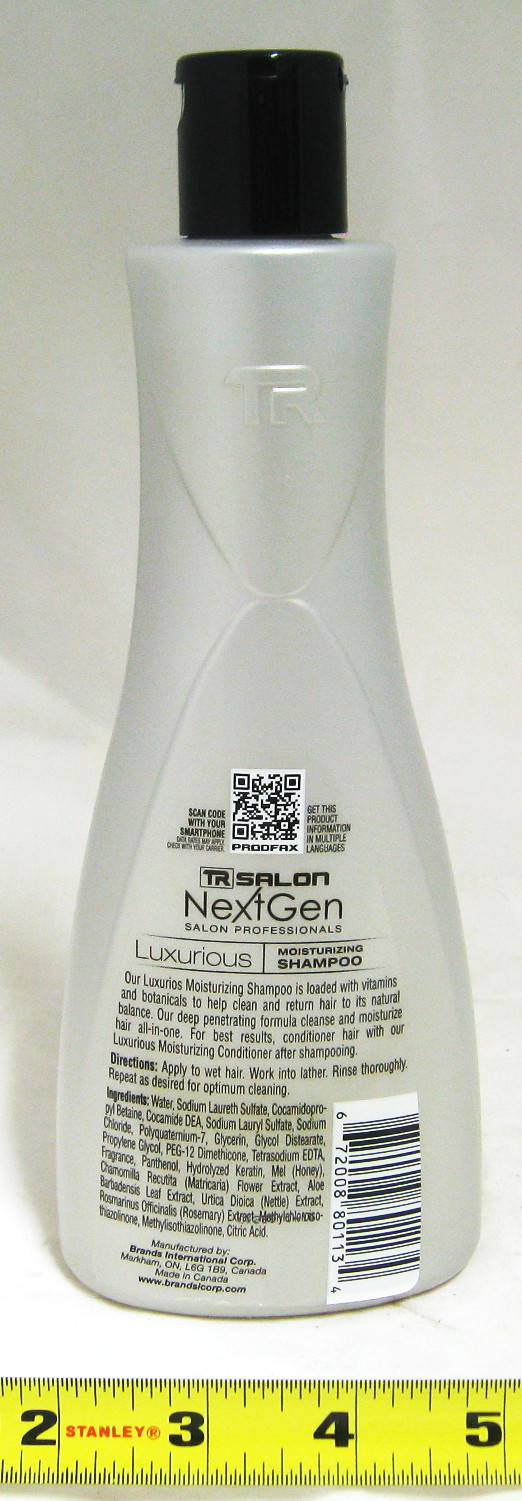 TR
SCAN CODE
WITH YOUR
SMARTPHONE
DATA RATES MAY APPLY.
CHECK WITH YOUR CARRIER.
PRODFAX
GET THIS
PRODUCT
INFORMATION
IN MULTIPLE
LANGUAGES
TR SALON
NextGen
SALON PROFESSIONALS
Luxurious
MOISTURIZING
SHAMPOO
Our Luxurios Moisturizing Shampoo is loaded with vitamins
and botanicals to help clean and return hair to its natural
balance. Our deep penetrating formula cleanse and moisturize
hair all-in-one. For best results, conditioner hair with our
Luxurious Moisturizing Conditioner after shampooing.
Directions: Apply to wet hair. Work into lather. Rinse thoroughly.
Repeat as desired for optimum cleaning.
Ingredients: Water, Sodium Laureth Sulfate, Cocamidopro-
pyl Betaine, Cocamide DEA, Sodium Lauryl Sulfate, Sodium
Chloride, Polyquaternium-7, Glycerin, Glycol Distearate,
Propylene Glycol, PEG-12 Dimethicone, Tetrasodium EDTA,
Fragrance, Panthenol, Hydrolyzed Keratin, Mel (Honey),
Chamomilla Recutita (Matricaria) Flower Extract, Aloe
Barbadensis Leaf Extract, Urtica Dioica (Nettle) Extract,
Rosmarinus Officinalis (Rosemary) Extract, Methylchloroiso-
thiazolinone, Methylisothiazolinone, Citric Acid.
Manufactured by:
Brands International Corp.
Markham, ON, L6G 1B9, Canada
Made in Canada
www.brandsicorp.com
6 72008 80113 4
2 STANLEY® 3 4 5